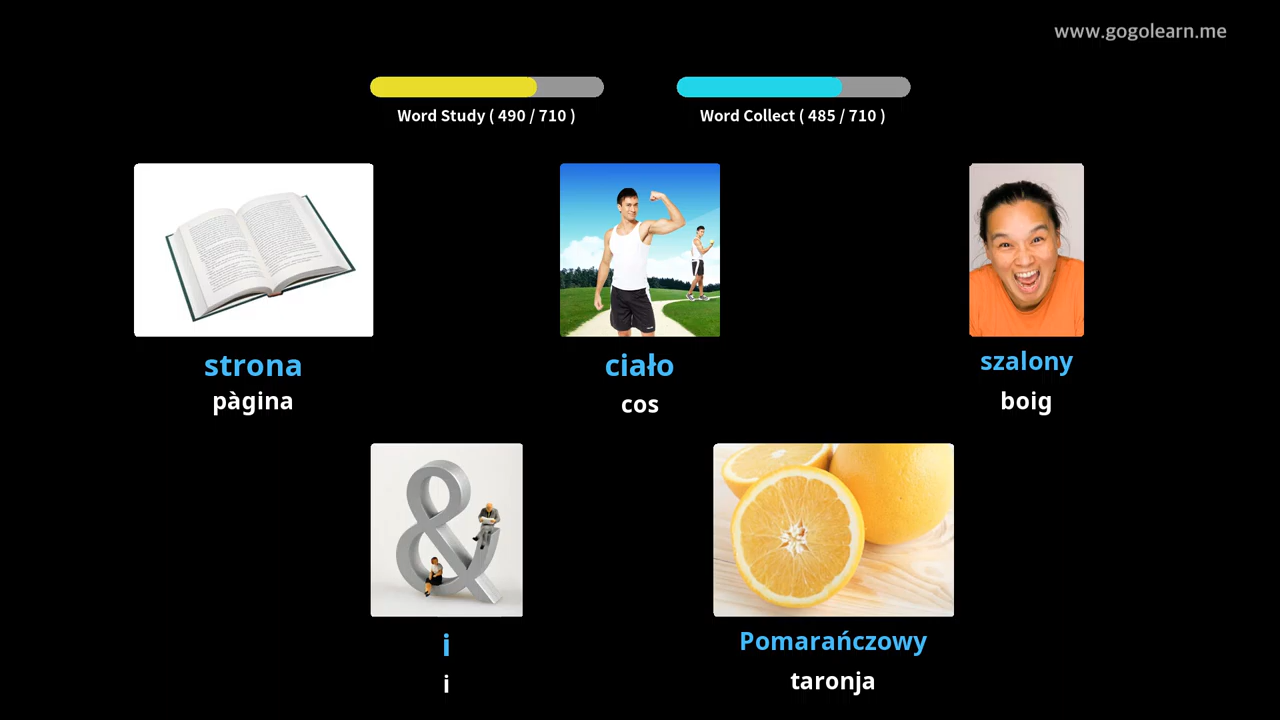 www.gogolearn.me
Word Study ( 490 / 710 )
Word Collect ( 485 / 710 )
strona
pàgina
ciało
cos
szalony
boig
i
i
Pomarańczowy
taronja